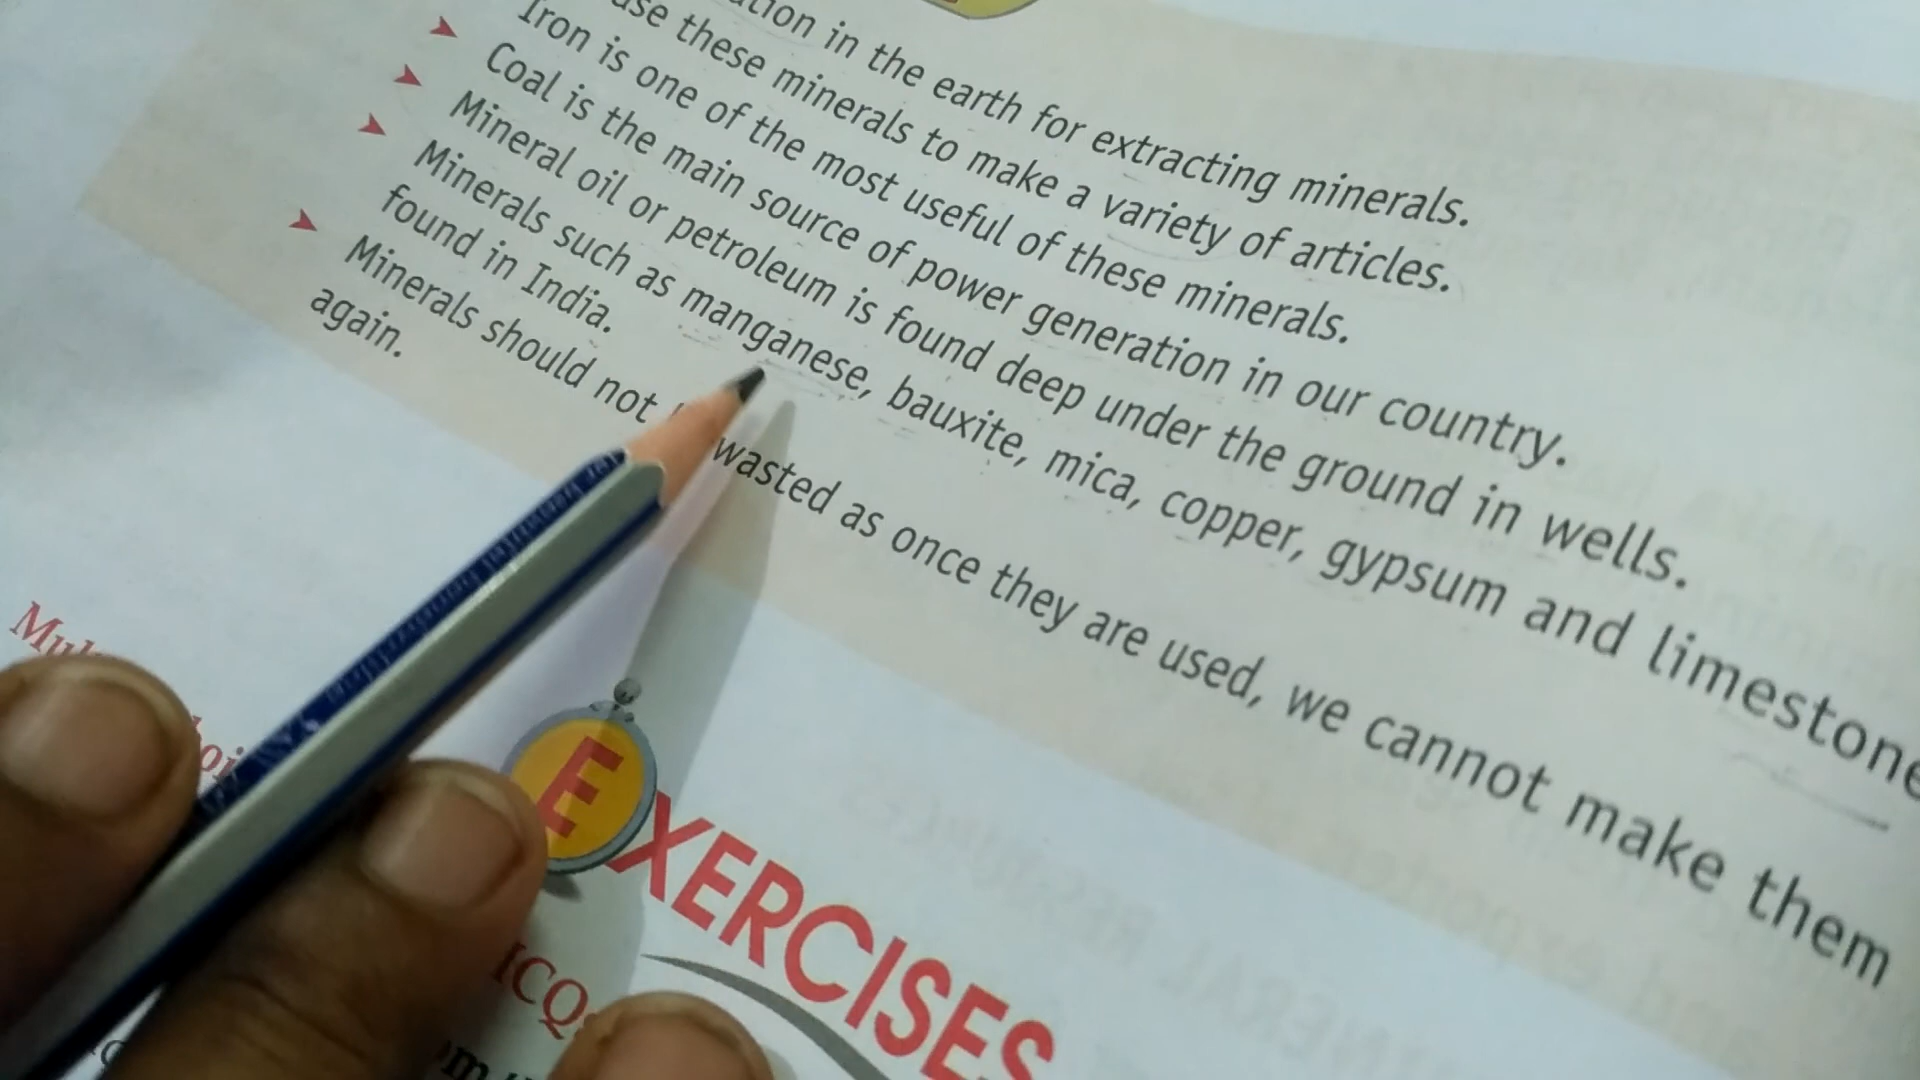 in the earth for extracting minerals.
these minerals to make a variety of articles.
Iron is one of the most useful of these minerals.
Coal is the main source of power generation in our country.
Mineral oil or petroleum is found deep under the ground in wells.
Minerals such as manganese, bauxite, mica, copper, gypsum and limestone
found in India.
Minerals should not wasted as once they are used, we cannot make them
again.
EXERCISES